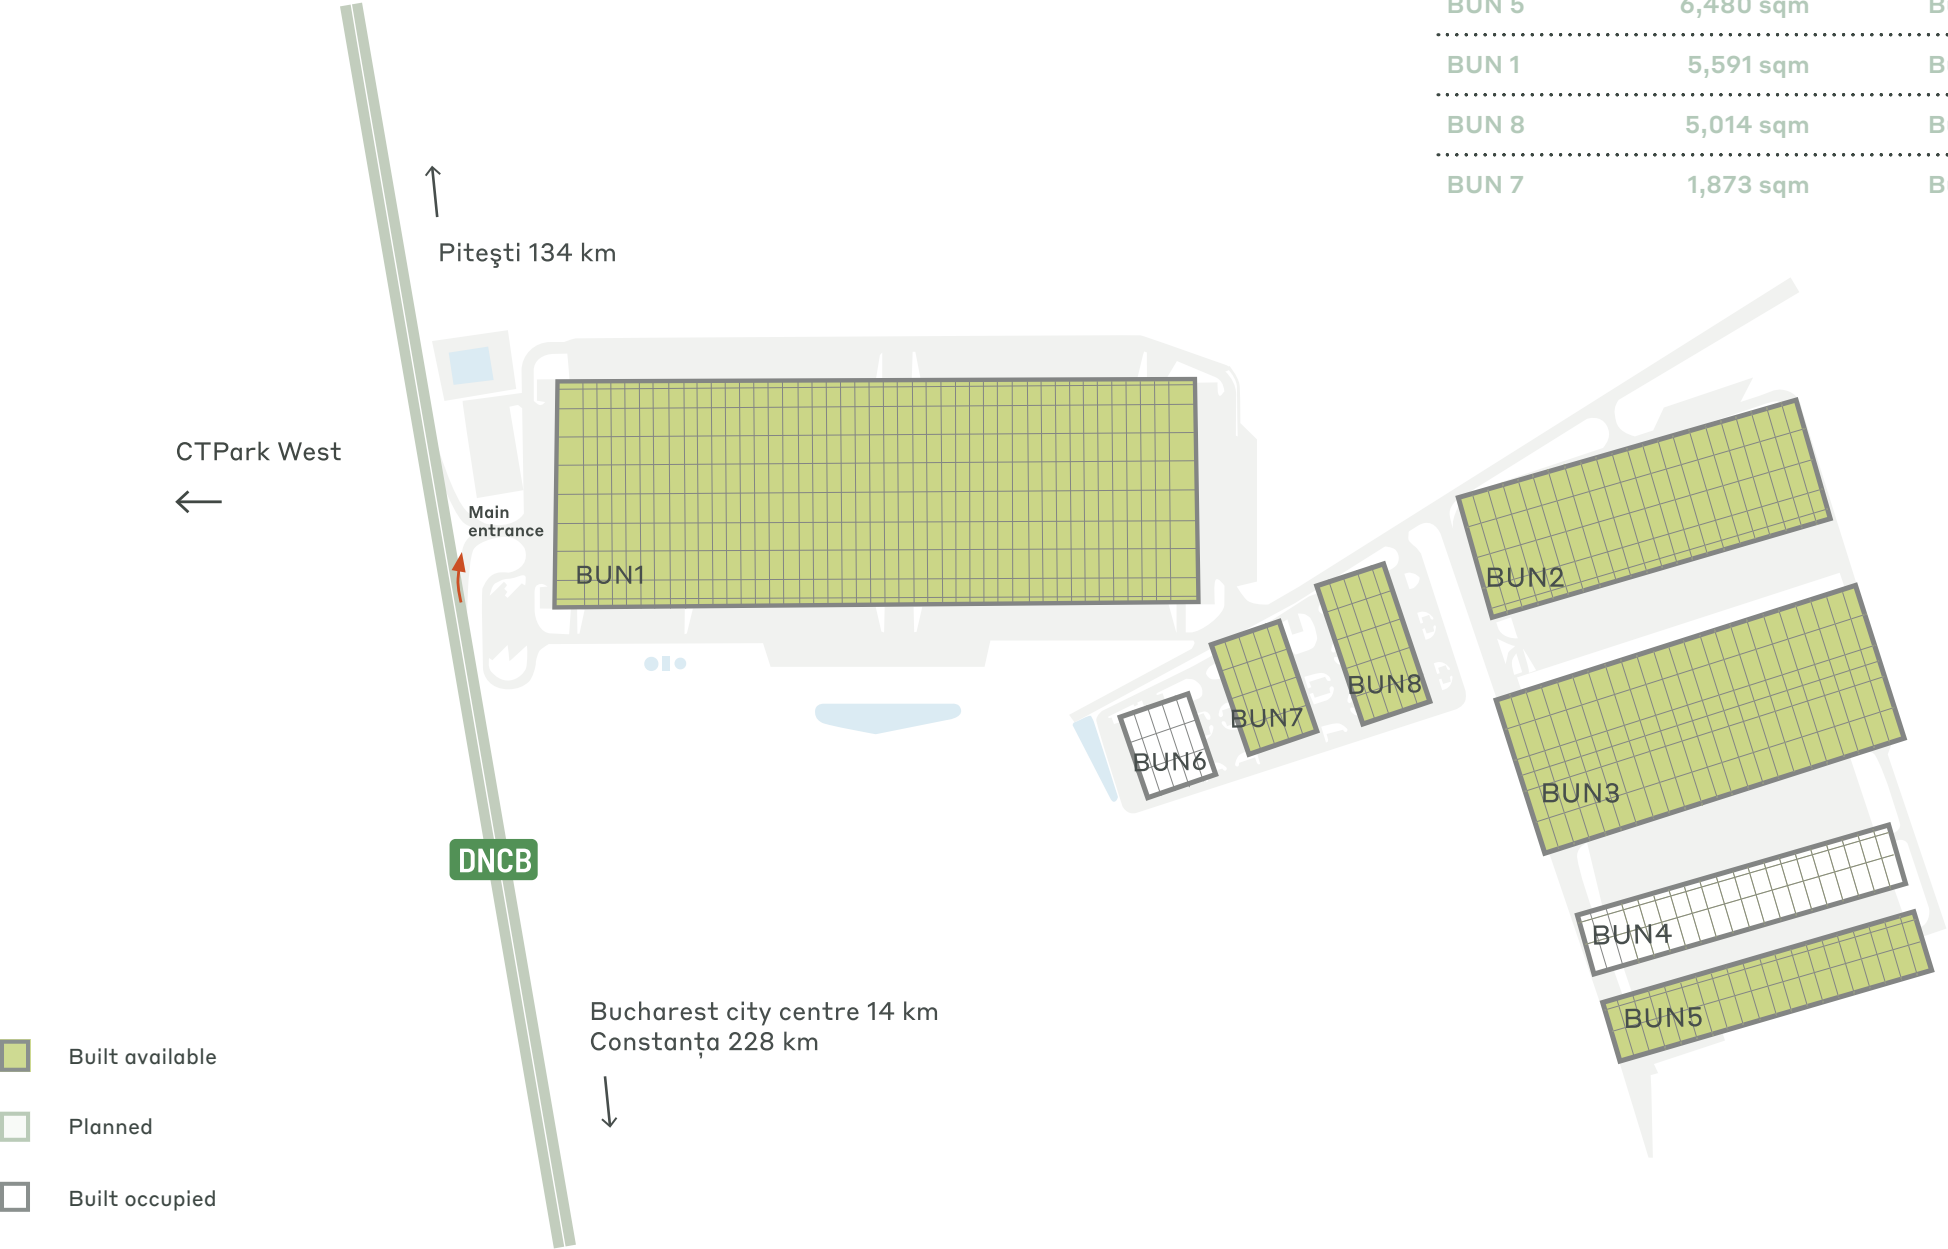 BUN 5 6,480 sqm
BUN 1 5,591 sqm B
BUN 8 5,014 sqm B
BUN 7 1,873 sqm B
Piteşti 134 km
CTPark West
Main
entrance
BUN1
BUN2
BUN8
BUN7
BUN6
BUN3
DNCB
BUN4
BUN5
Bucharest city centre 14 km
Constanța 228 km
Built available
Planned
Built occupied